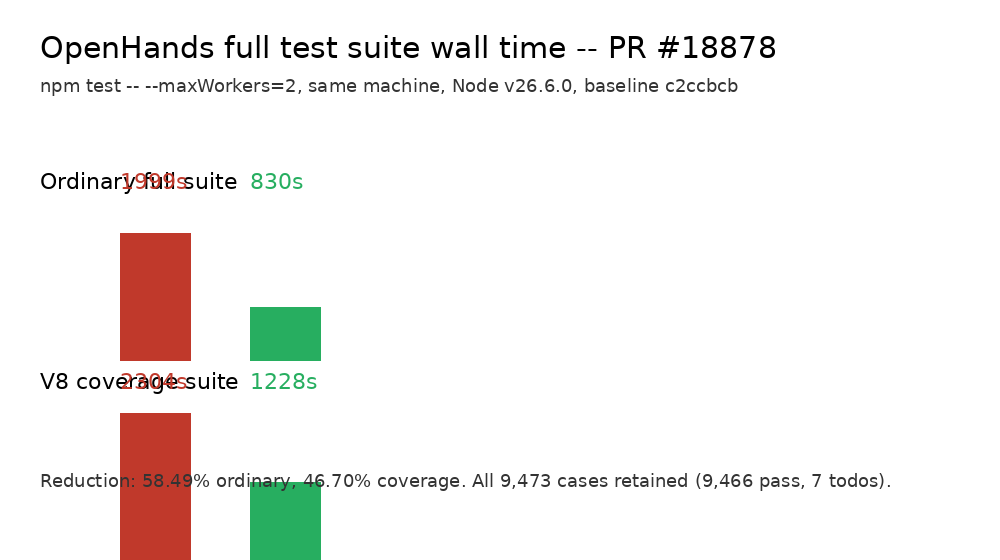 OpenHands full test suite wall time -- PR #18878
npm test -- --maxWorkers=2, same machine, Node v26.6.0, baseline c2ccbcb
Ordinary full suite
1999s
830s
V8 coverage suite
2304s
1228s
Reduction: 58.49% ordinary, 46.70% coverage. All 9,473 cases retained (9,466 pass, 7 todos).